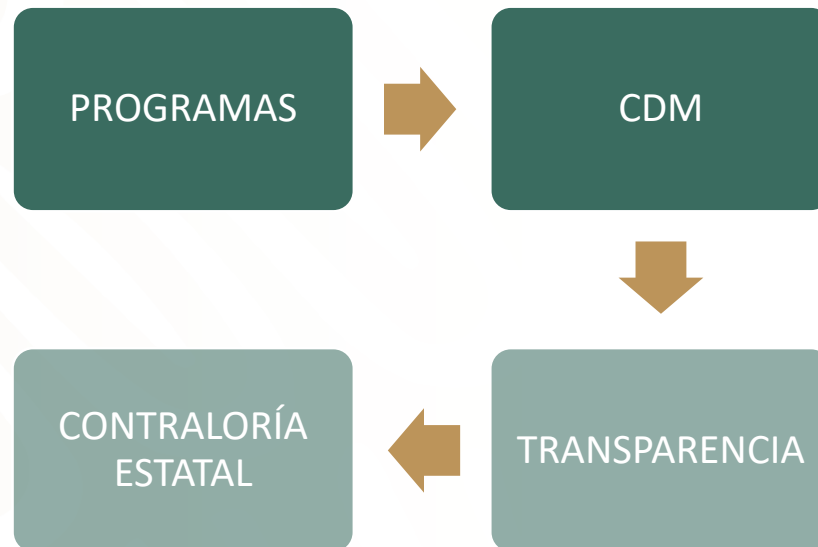 PROGRAMAS
CDM
TRANSPARENCIA
CONTRALORÍA
ESTATAL